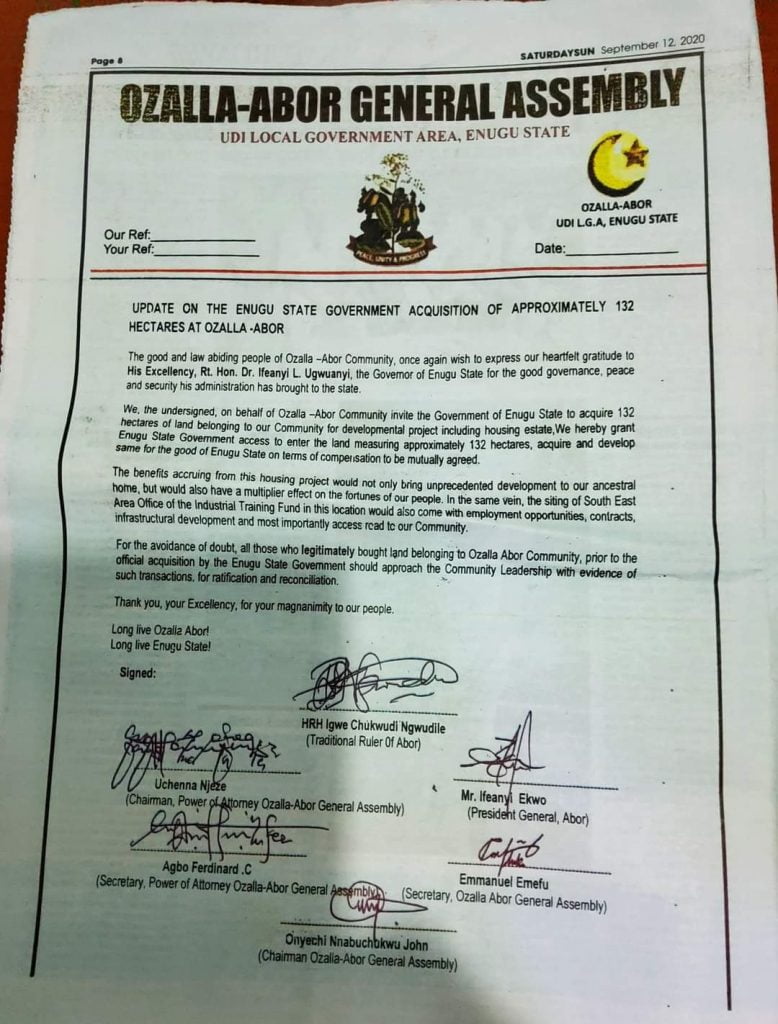 Page 8
SATURDAYSUN September 12, 2020
OZALLA-ABOR GENERAL ASSEMBLY
UDI LOCAL GOVERNMENT AREA, ENUGU STATE
OZALLA-ABOR
UDI L.G.A, ENUGU STATE
PEACE, UNITY & PROGRESS
Our Ref:
Your Ref:
Date:
UPDATE ON THE ENUGU STATE GOVERNMENT ACQUISITION OF APPROXIMATELY 132
HECTARES AT OZALLA -ABOR
The good and law abiding people of Ozalla –Abor Community, once again wish to express our heartfelt gratitude to
His Excellency, Rt. Hon. Dr. Ifeanyi L. Ugwuanyi, the Governor of Enugu State for the good governance, peace
and security his administration has brought to the state.
We, the undersigned, on behalf of Ozalla –Abor Community invite the Government of Enugu State to acquire 132
hectares of land belonging to our Community for developmental project including housing estate,We hereby grant
Enugu State Government access to enter the land measuring approximately 132 hectares, acquire and develop
same for the good of Enugu State on terms of compensation to be mutually agreed.
The benefits accruing from this housing project would not only bring unprecedented development to our ancestral
home, but would also have a multiplier effect on the fortunes of our people. In the same vein, the siting of South East
Area Office of the Industrial Training Fund in this location would also come with employment opportunities, contracts,
infrastructural development and most importantly access read to our Community.
For the avoidance of doubt, all those who legitimately bought land belonging to Ozalla Abor Community, prior to the
official acquisition by the Enugu State Government should approach the Community Leadership with evidence of
such transactions, for ratification and reconciliation.
Thank you, your Excellency, for your magnanimity to our people.
Long live Ozalla Abor!
Long live Enugu State!
Signed:
HRH Igwe Chukwudi Ngwudile
(Traditional Ruler 0f Abor)
Uchenna Njeze
(Chairman, Power of Attorney Ozalla-Abor General Assembly)
Mr. Ifeanyi Ekwo
(President General, Abor)
Agbo Ferdinard .C
(Secretary, Power of Attorney Ozalla-Abor General Assembly)
Emmanuel Emefu
(Secretary, Ozalla Abor General Assembly)
Onyechi Nnabuchukwu John
(Chairman Ozalla-Abor General Assembly)